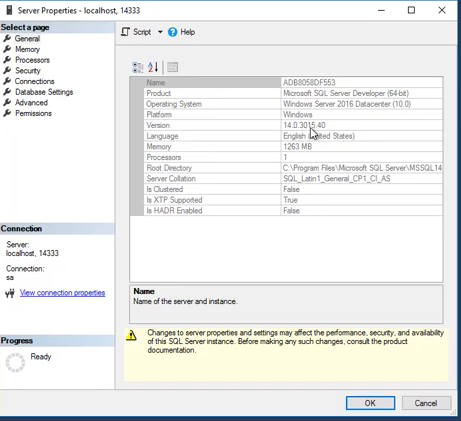 Server Properties - localhost, 14333
Select a page
General
Memory
Processors
Security
Connections
Database Settings
Advanced
Permissions
Script
Help
Name ADB8058DF553
Product Microsoft SQL Server Developer (64-bit)
Operating System Windows Server 2016 Datacenter (10.0)
Platform Windows
Version 14.0.3015.40
Language English (United States)
Memory 1263 MB
Processors 1
Root Directory C:\Program Files\Microsoft SQL Server\MSSQL14
Server Collation SQL_Latin1_General_CP1_CI_AS
Is Clustered False
Is XTP Supported True
Is HADR Enabled False
Connection
Server:
localhost, 14333
Connection:
sa
View connection properties
Name
Name of the server and instance.
Progress
Ready
Changes to server properties and settings may affect the performance, security, and availability
of this SQL Server instance. Before making any such changes, consult the product
documentation.
OK
Cancel